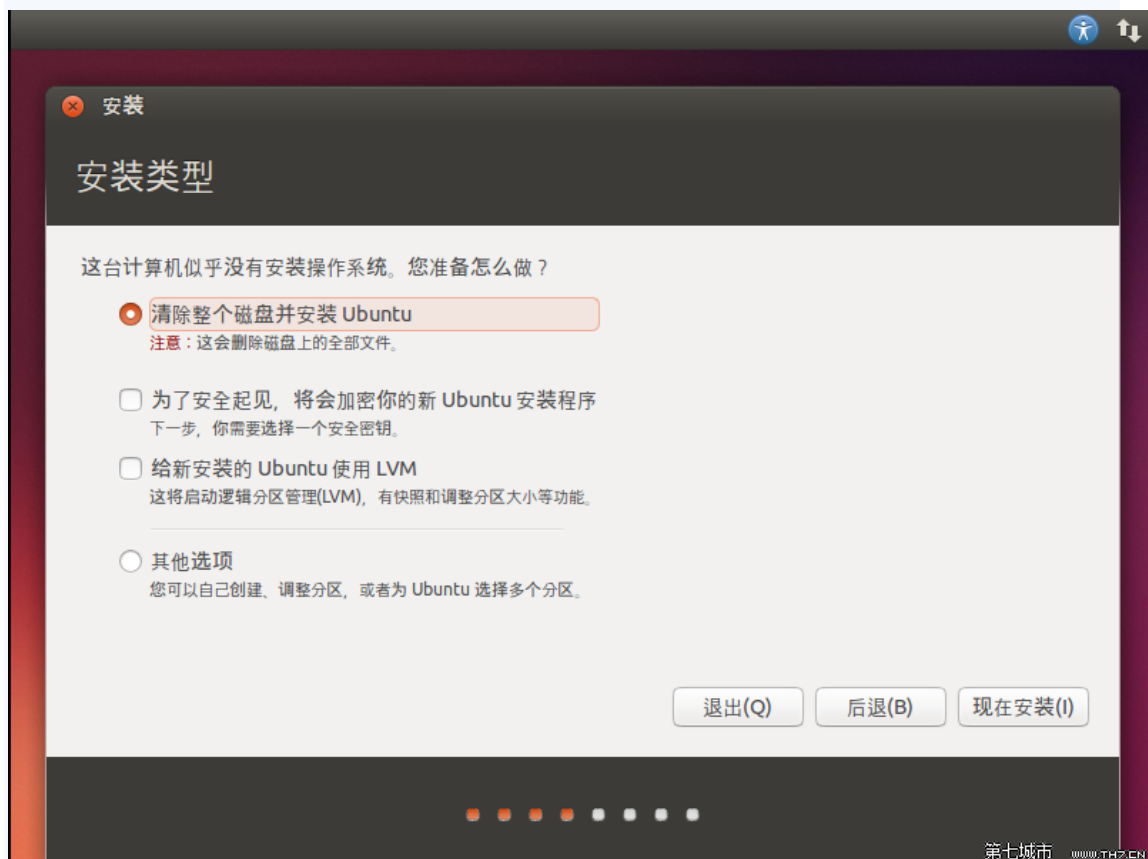 安装
安装类型
这台计算机似乎没有安装操作系统。您准备怎么做？
清除整个磁盘并安装 Ubuntu
注意：这会删除磁盘上的全部文件。
为了安全起见，将会加密你的新 Ubuntu 安装程序
下一步，你需要选择一个安全密钥。
给新安装的 Ubuntu 使用 LVM
这将启动逻辑分区管理(LVM)，有快照和调整分区大小等功能。
其他选项
您可以自己创建、调整分区，或者为 Ubuntu 选择多个分区。
退出(Q) 后退(B) 现在安装(I)
第七城市 www.TH7.CN